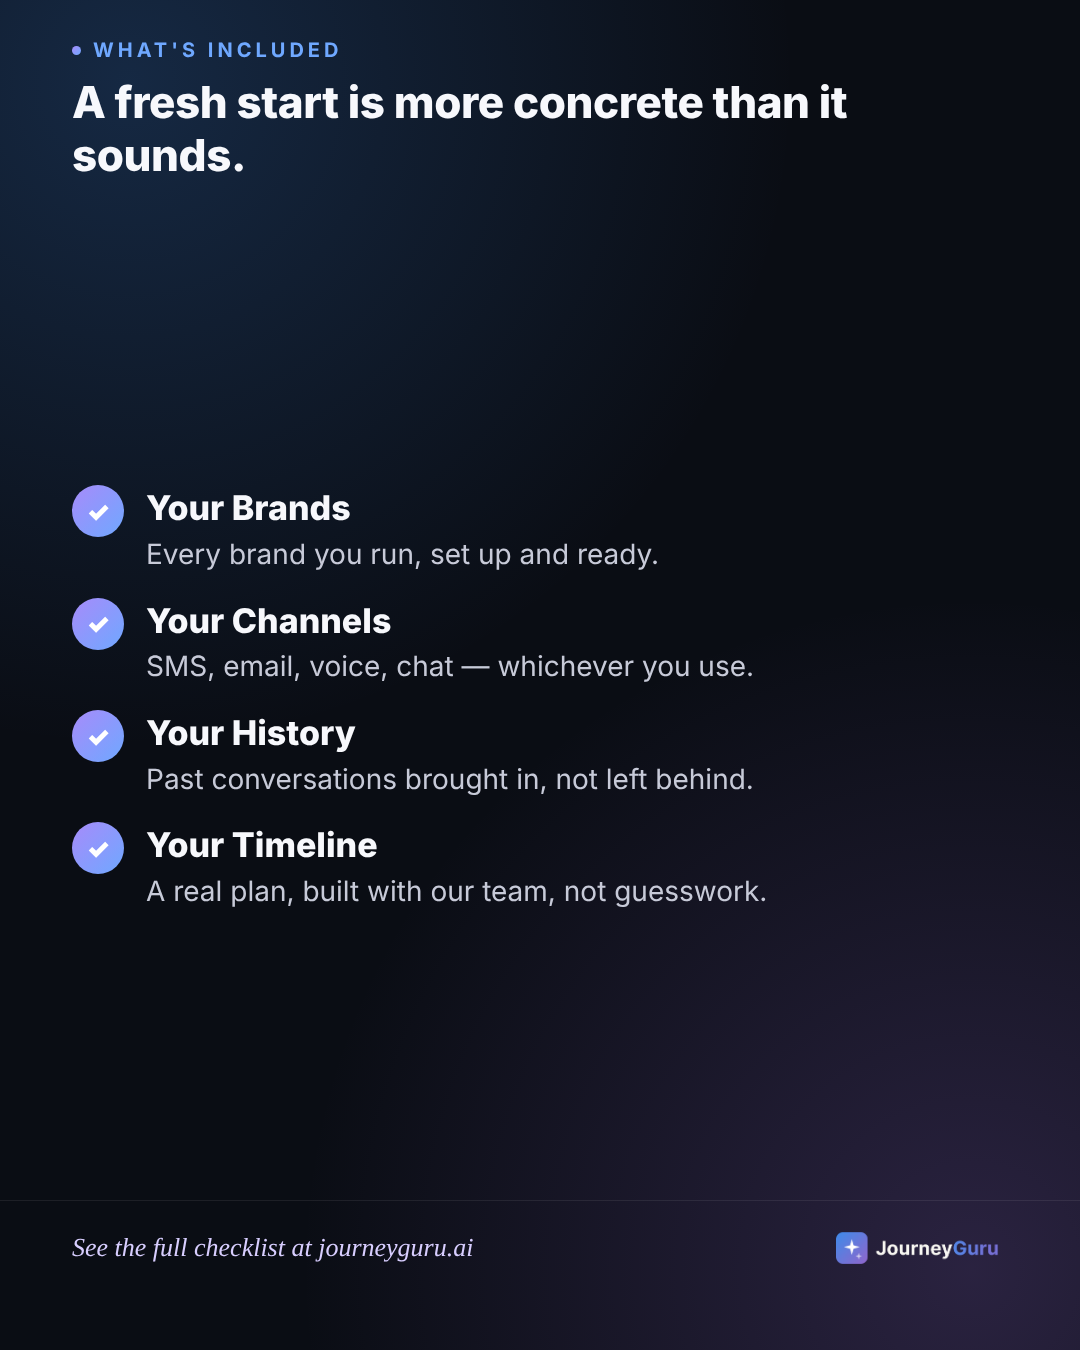 WHAT'S INCLUDED
A fresh start is more concrete than it
sounds.
Your Brands
Every brand you run, set up and ready.
Your Channels
SMS, email, voice, chat — whichever you use.
Your History
Past conversations brought in, not left behind.
Your Timeline
A real plan, built with our team, not guesswork.
See the full checklist at journeyguru.ai
JourneyGuru